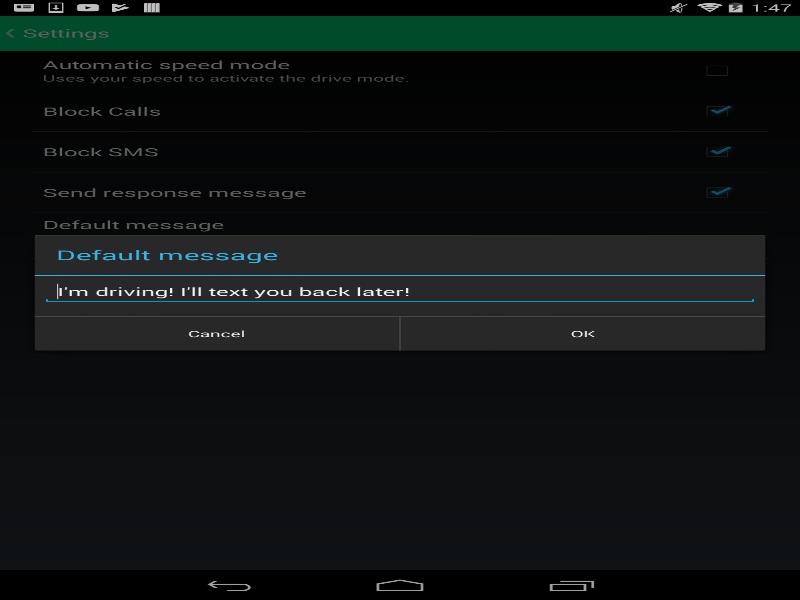 1:47
Settings
Automatic speed mode
Uses your speed to activate the drive mode.
Block Calls
Block SMS
Send response message
Default message
Default message
I'm driving! I'll text you back later!
Cancel
OK